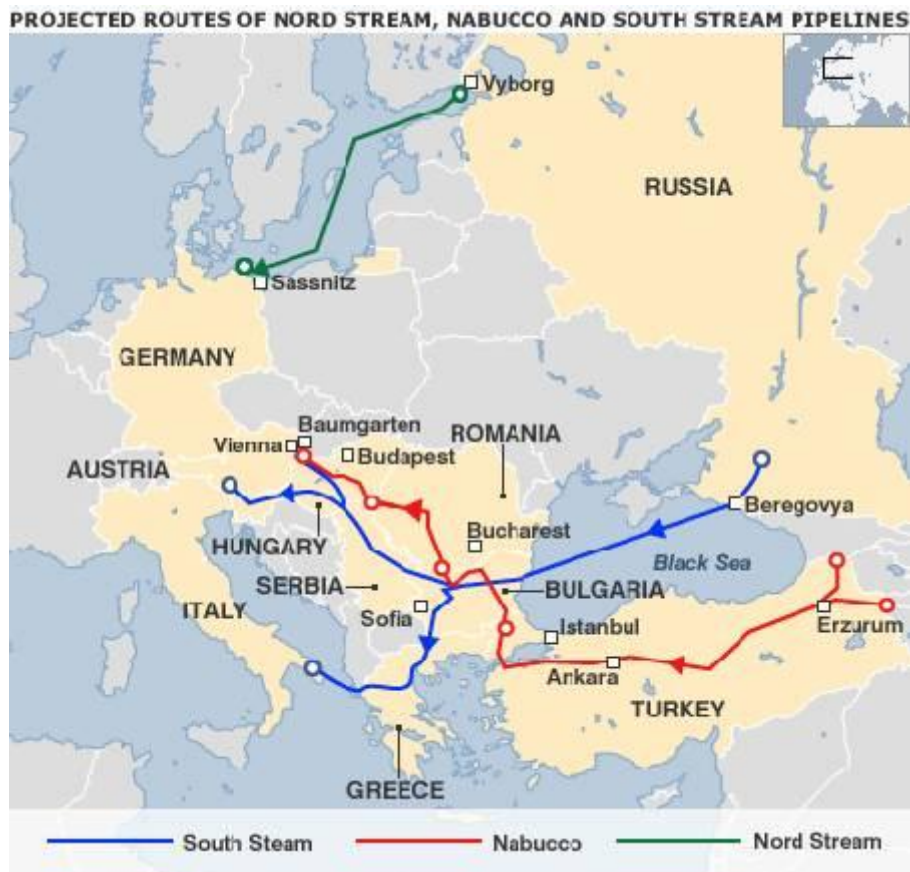 PROJECTED ROUTES OF NORD STREAM, NABUCCO AND SOUTH STREAM PIPELINES
Vyborg
RUSSIA
Sassnitz
GERMANY
Baumgarten
Vienna
ROMANIA
Budapest
AUSTRIA
Beregovya
Bucharest
HUNGARY
Black Sea
SERBIA
BULGARIA
ITALY
Sofia
Istanbul
Erzurum
Ankara
TURKEY
GREECE
South Steam
Nabucco
Nord Stream